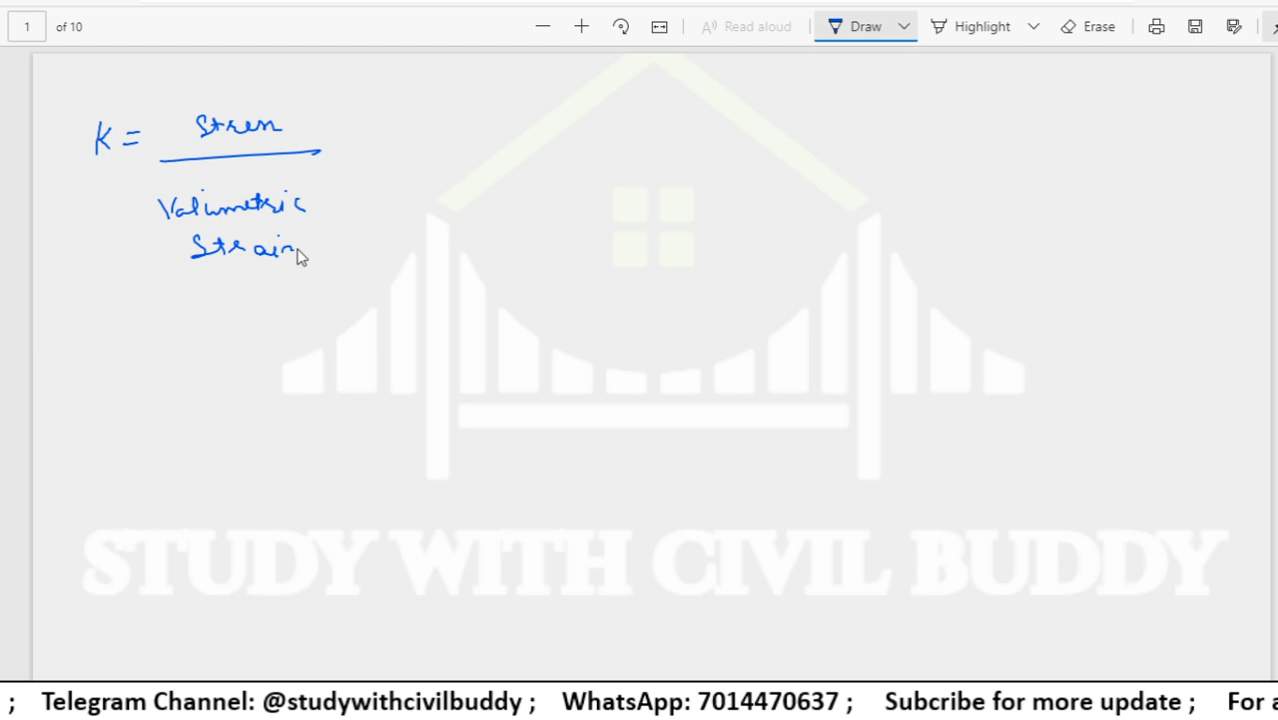 1 of 10 Read aloud Draw Highlight Erase
K = Stress
Volumetric
Strain
STUDY WITH CIVIL BUDDY
; Telegram Channel: @studywithcivilbuddy ; WhatsApp: 7014470637 ; Subcribe for more update ; For a